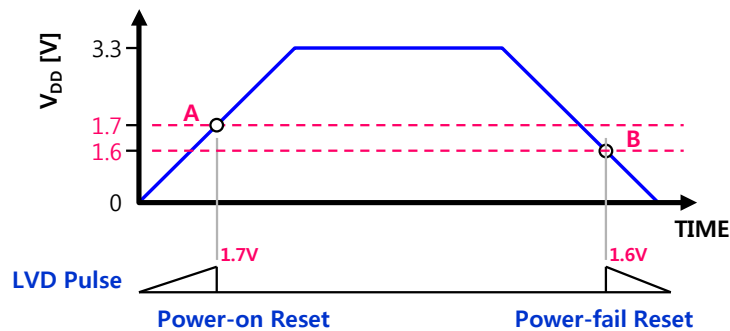 V_DD [V]
3.3
A
1.7
B
1.6
0
TIME
1.7V
1.6V
LVD Pulse
Power-on Reset
Power-fail Reset